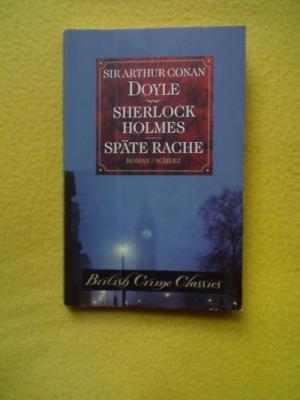 SIR ARTHUR CONAN
DOYLE
SHERLOCK
HOLMES
SPÄTE RACHE
ROMAN / SCHERZ
British Crime Classics